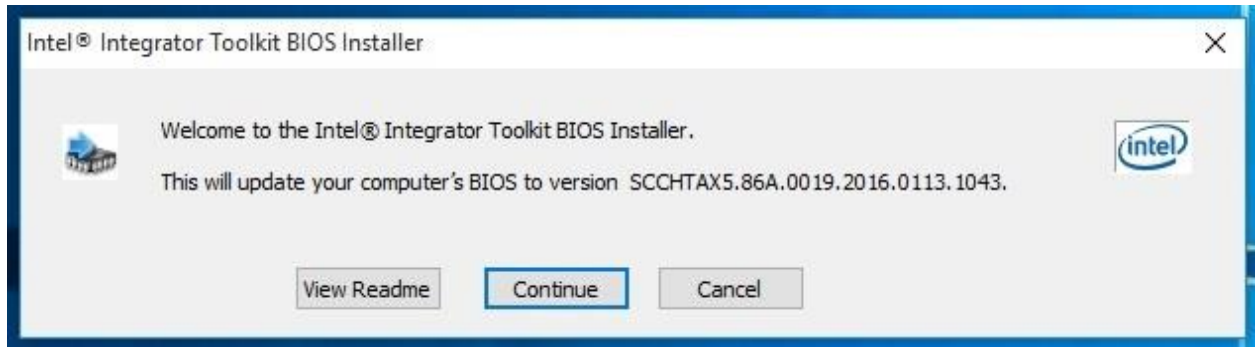 Intel® Integrator Toolkit BIOS Installer
Welcome to the Intel® Integrator Toolkit BIOS Installer.
This will update your computer's BIOS to version SCCHTAX5.86A.0019.2016.0113.1043.
intel
View Readme Continue Cancel